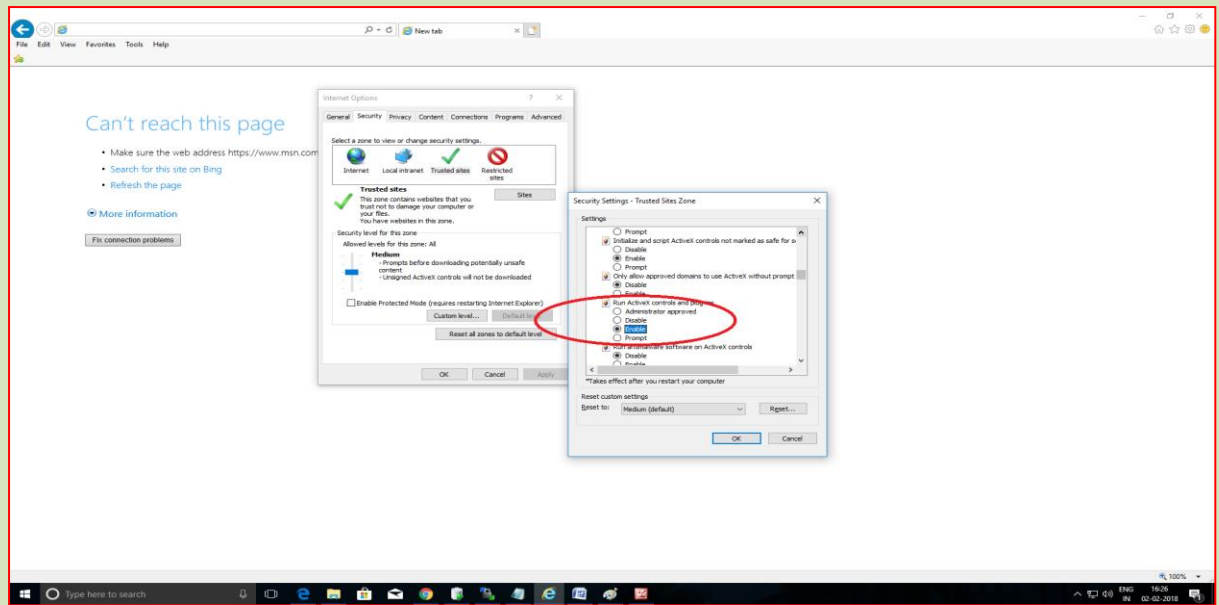 New tab
File Edit View Favorites Tools Help
Can't reach this page
Make sure the web address https://www.msn.com
Search for this site on Bing
Refresh the page
More information
Fix connection problems
Internet Options
General Security Privacy Content Connections Programs Advanced
Select a zone to view or change security settings.
Internet Local intranet Trusted sites Restricted sites
Trusted sites
This zone contains websites that you
trust not to damage your computer or
your files.
You have websites in this zone.
Sites
Security level for this zone
Allowed levels for this zone: All
Medium
- Prompts before downloading potentially unsafe
content
- Unsigned ActiveX controls will not be downloaded
Enable Protected Mode (requires restarting Internet Explorer)
Custom level... Default level
Reset all zones to default level
OK Cancel Apply
Security Settings - Trusted Sites Zone
Settings
Prompt
Initialize and script ActiveX controls not marked as safe for s
Disable
Enable
Prompt
Only allow approved domains to use ActiveX without prompt
Disable
Enable
Run ActiveX controls and plug-ins
Administrator approved
Disable
Enable
Prompt
Run antimalware software on ActiveX controls
Disable
Enable
*Takes effect after you restart your computer
Reset custom settings
Reset to: Medium (default) Reset...
OK Cancel
100%
Type here to search
ENG 16:26
IN 02-02-2018